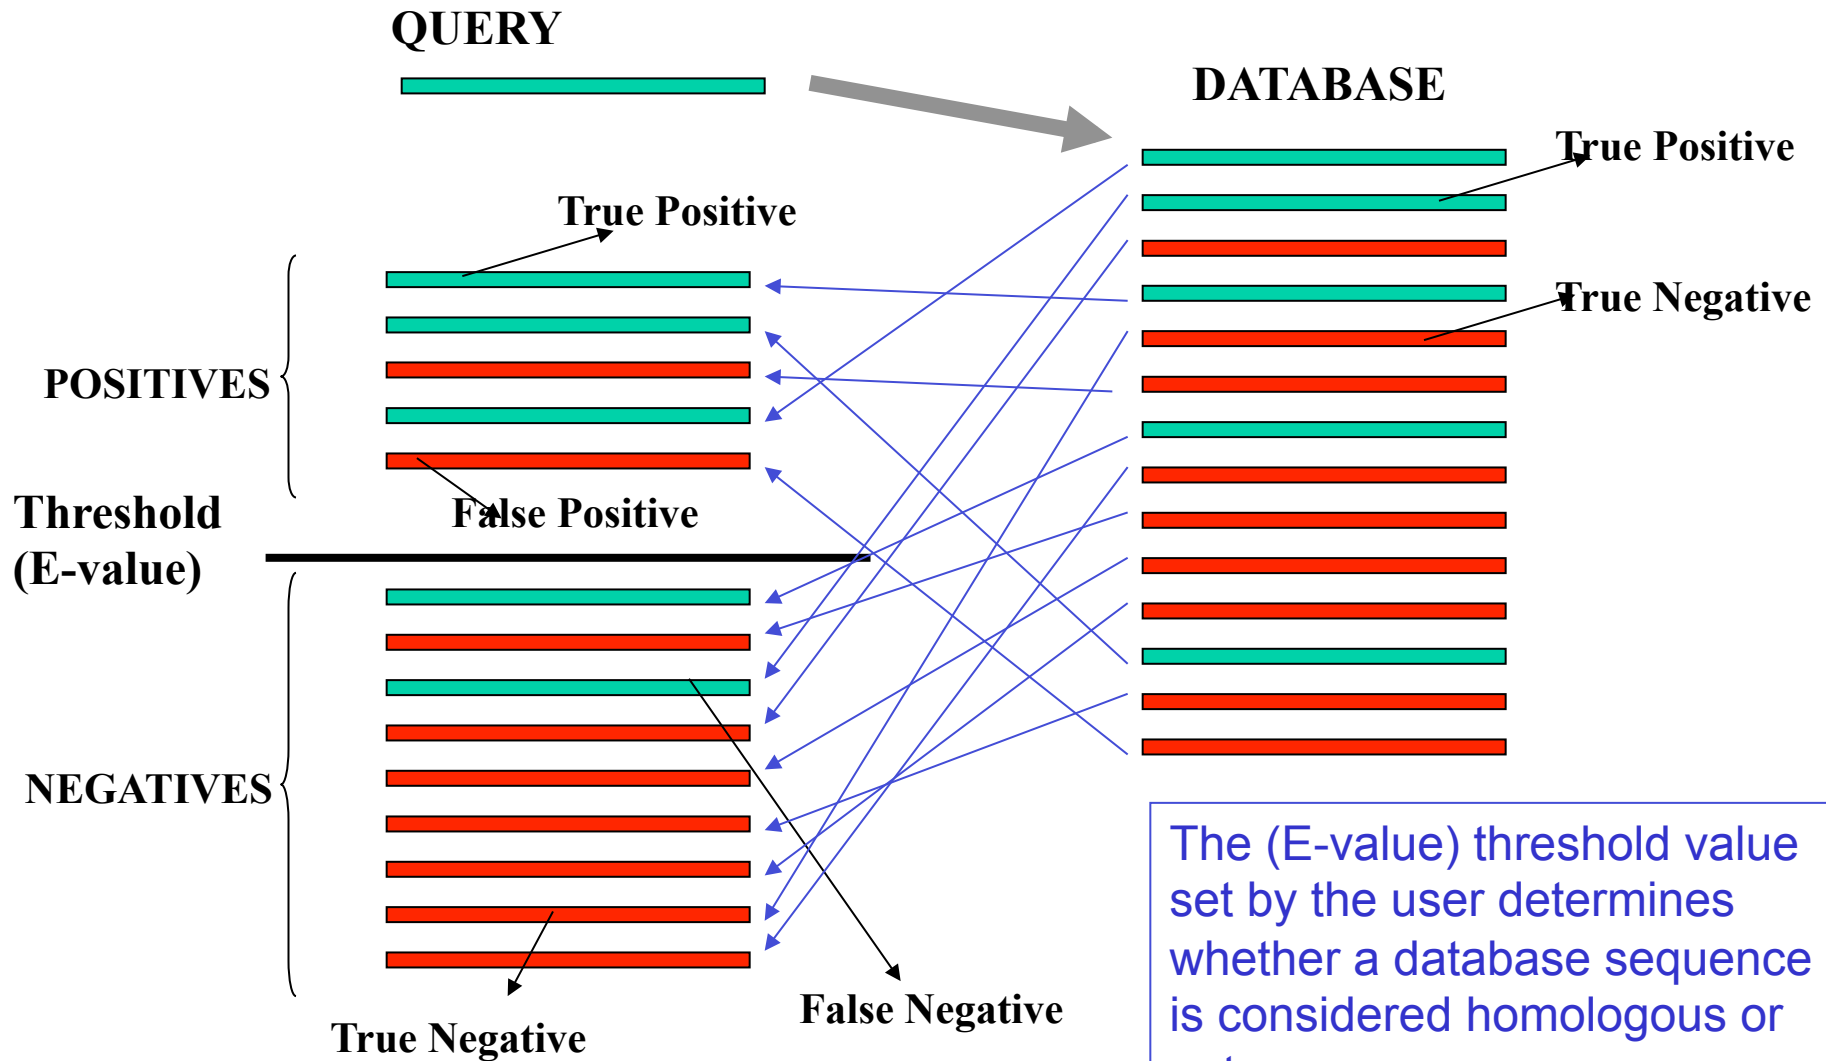 QUERY
DATABASE
True Positive
True Positive
True Negative
POSITIVES
False Positive
Threshold
(E-value)
NEGATIVES
False Negative
True Negative
The (E-value) threshold value
set by the user determines
whether a database sequence
is considered homologous or